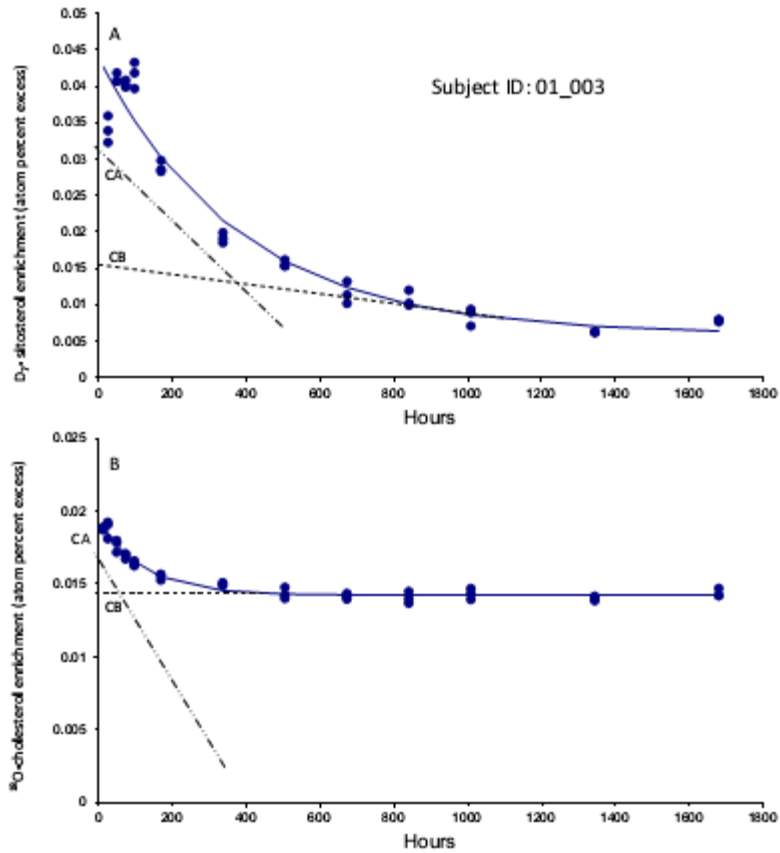 0.05
A
0.045
0.04
Subject ID: 01_003
0.035
0.03
CA
0.025
0.02
CB
0.015
0.01
0.005
0
0 200 400 600 800 1000 1200 1400 1600 1800
Hours
D7- sitosterol enrichment (atom percent excess)
0.025
B
0.02
CA
0.015
CB
0.01
0.005
0
0 200 400 600 800 1000 1200 1400 1600 1800
Hours
18O-cholesterol enrichment (atom percent excess)